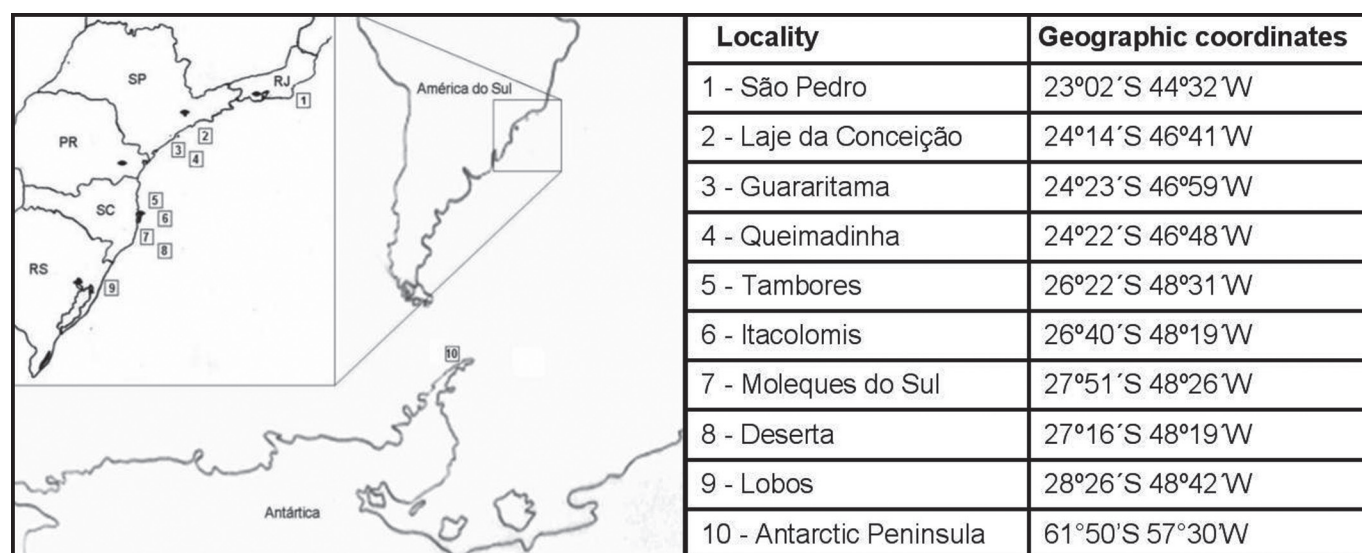 SP
RJ
1
América do Sul
2
PR
3
4
5
SC
6
7
8
RS
9
10
Antártica
Locality Geographic coordinates
1 - São Pedro 23º02´S 44º32´W
2 - Laje da Conceição 24º14´S 46º41´W
3 - Guararitama 24º23´S 46º59´W
4 - Queimadinha 24º22´S 46º48´W
5 - Tambores 26º22´S 48º31´W
6 - Itacolomis 26º40´S 48º19´W
7 - Moleques do Sul 27º51´S 48º26´W
8 - Deserta 27º16´S 48º19´W
9 - Lobos 28º26´S 48º42´W
10 - Antarctic Peninsula 61°50’S 57°30’W